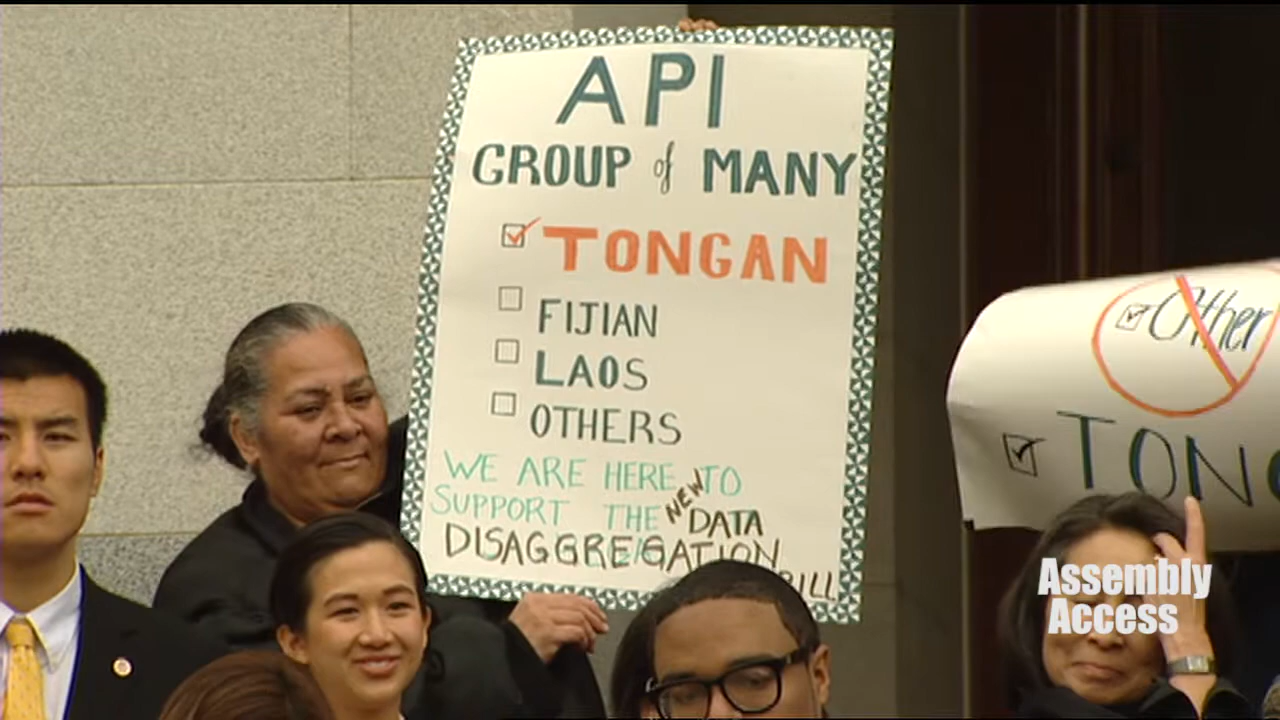 API
GROUP of MANY
TONGAN
FIJIAN
LAOS
OTHERS
WE ARE HERE TO
SUPPORT THE NEW DATA
DISAGGREGATION
BILL
Other
TONG
Assembly
Access